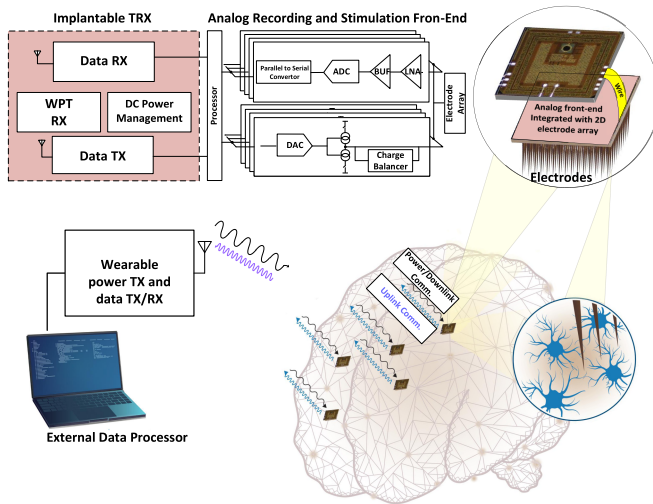 Implantable TRX
Analog Recording and Stimulation Fron-End
Data RX
WPT
RX
DC Power
Management
Data TX
Processor
Parallel to Serial
Convertor
ADC
BUF
LNA
Electrode
Array
DAC
Charge
Balancer
Wire
Analog front-end
Integrated with 2D
electrode array
Electrodes
Wearable
power TX and
data TX/RX
Power/Downlink
Comm.
Uplink Comm.
External Data Processor